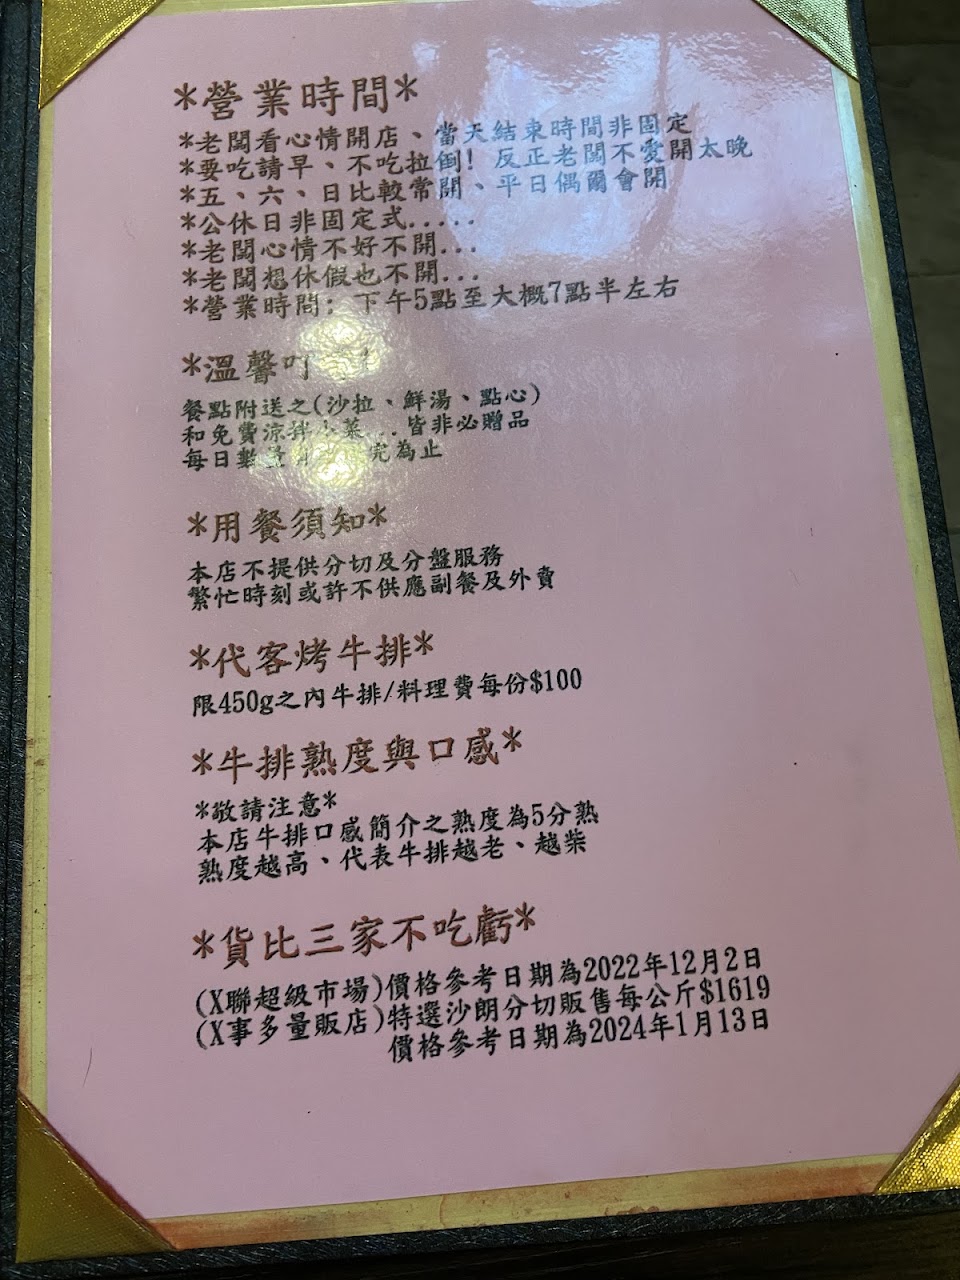 *營業時間*
*老闆看心情開店、當天結束時間非固定
*要吃請早、不吃拉倒!反正老闆不愛開太晚
*五、六、日比較常開、平日偶爾會開
*公休日非固定式.....
*老闆心情不好不開...
*老闆想休假也不開...
*營業時間:下午5點至大概7點半左右
*溫馨叮
餐點附送之(沙拉、鮮湯、點心)
和免費涼拌小菜...皆非必贈品
每日數量 完為止
*用餐須知*
本店不提供分切及分盤服務
繁忙時刻或許不供應副餐及外賣
*代客烤牛排*
限450g之內牛排/料理費每份$100
*牛排熟度與口感*
*敬請注意*
本店牛排口感簡介之熟度為5分熟
熟度越高、代表牛排越老、越柴
*貨比三家不吃虧*
(X聯超級市場)價格參考日期為2022年12月2日
(X事多量販店)特選沙朗分切販售每公斤$1619
價格參考日期為2024年1月13日